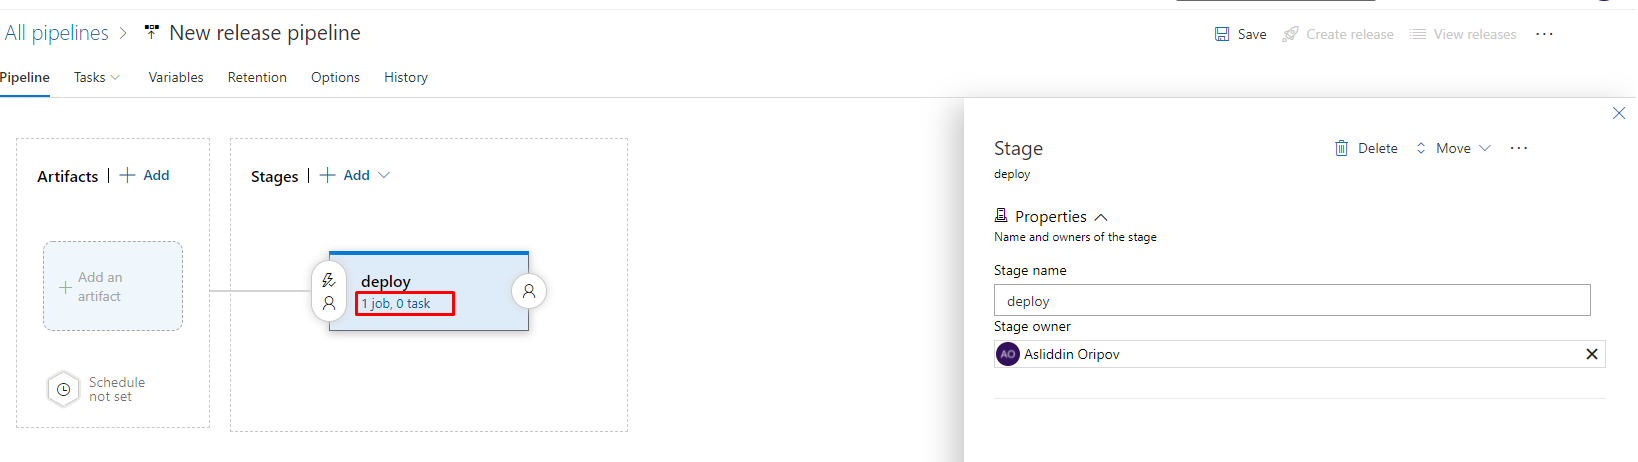 All pipelines > New release pipeline
Save Create release View releases ...
Pipeline Tasks Variables Retention Options History
Artifacts | + Add
Stages | + Add
+ Add an
artifact
Schedule
not set
deploy
1 job, 0 task
Stage
Delete Move ...
deploy
Properties
Name and owners of the stage
Stage name
deploy
Stage owner
AO Asliddin Oripov